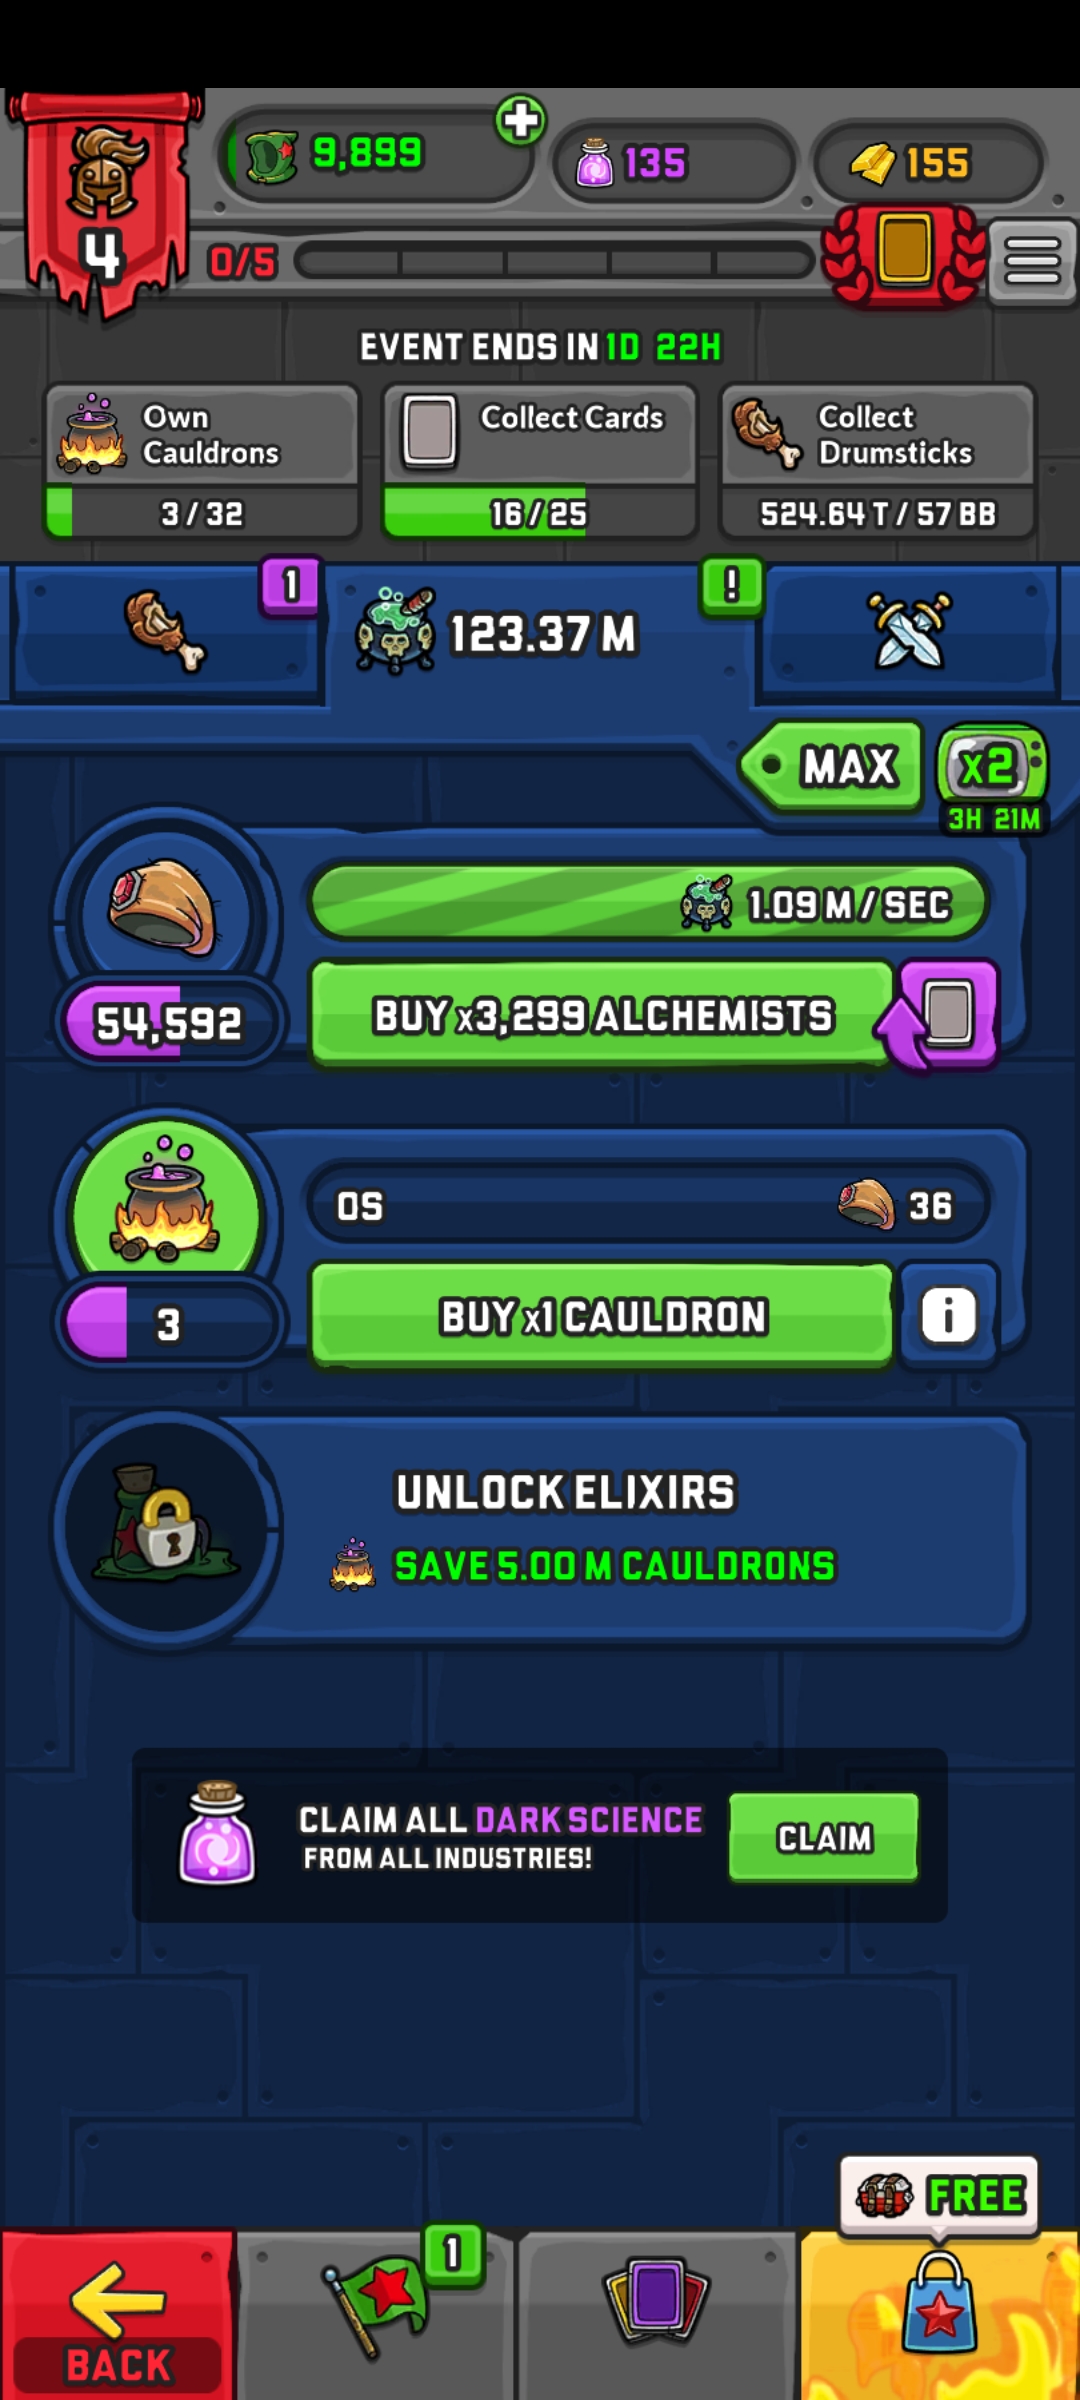 9,899
135
155
4
0/5
EVENT ENDS IN 1D 22H
Own
Cauldrons
3/32
Collect Cards
16/25
Collect
Drumsticks
524.64 T / 57 BB
1
123.37 M
!
MAX
x2
3H 21M
1.09 M / SEC
54,592
BUY x3,299 ALCHEMISTS
0S
36
3
BUY x1 CAULDRON
i
UNLOCK ELIXIRS
SAVE 5.00 M CAULDRONS
CLAIM ALL DARK SCIENCE
FROM ALL INDUSTRIES!
CLAIM
FREE
1
BACK